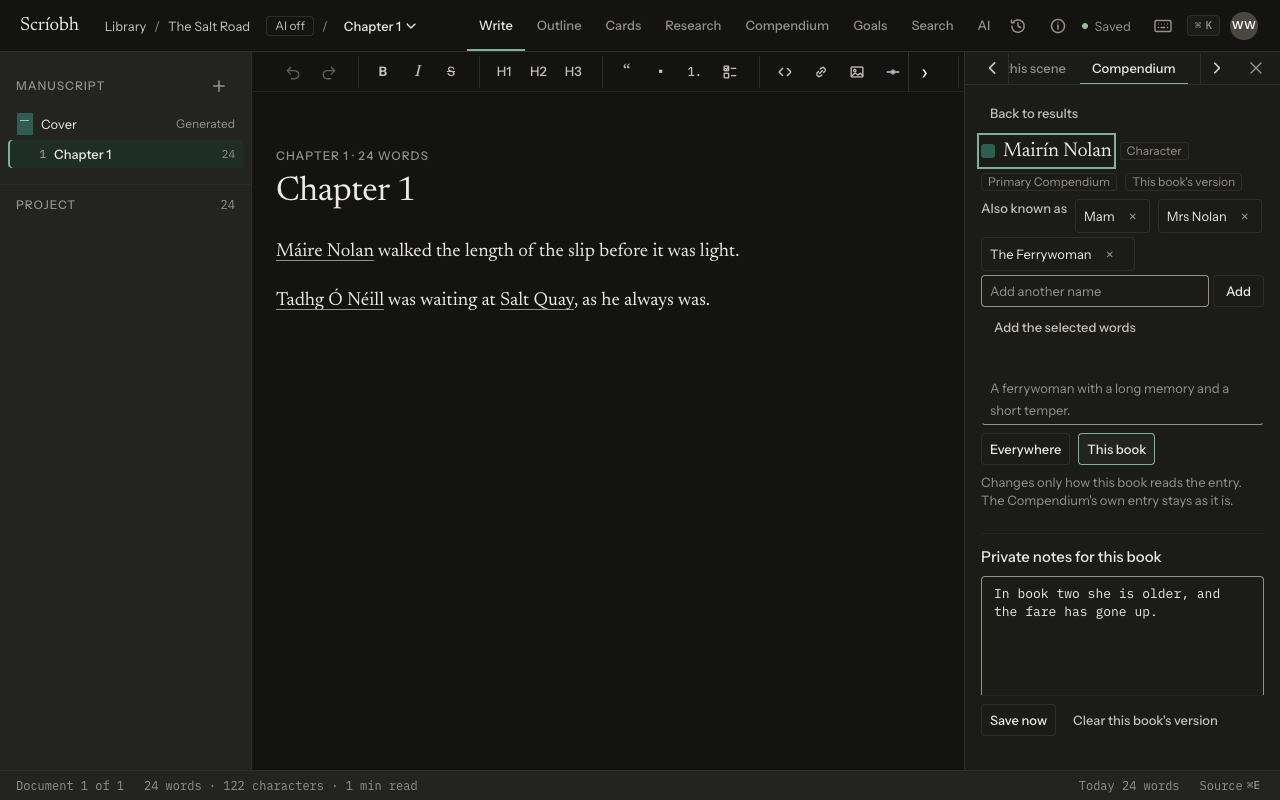 Scríobh
Library / The Salt Road AI off / Chapter 1
Write Outline Cards Research Compendium Goals Search AI
Saved ⌘ K WW
MANUSCRIPT
Cover Generated
1 Chapter 1 24
PROJECT 24
B I S H1 H2 H3 “ 1.
CHAPTER 1 · 24 WORDS
Chapter 1
Máire Nolan walked the length of the slip before it was light.
Tadhg Ó Néill was waiting at Salt Quay, as he always was.
his scene Compendium
Back to results
Mairín Nolan Character
Primary Compendium This book's version
Also known as Mam × Mrs Nolan ×
The Ferrywoman ×
Add another name Add
Add the selected words
A ferrywoman with a long memory and a
short temper.
Everywhere This book
Changes only how this book reads the entry.
The Compendium's own entry stays as it is.
Private notes for this book
In book two she is older, and
the fare has gone up.
Save now Clear this book's version
Document 1 of 1 24 words · 122 characters · 1 min read
Today 24 words Source ⌘E